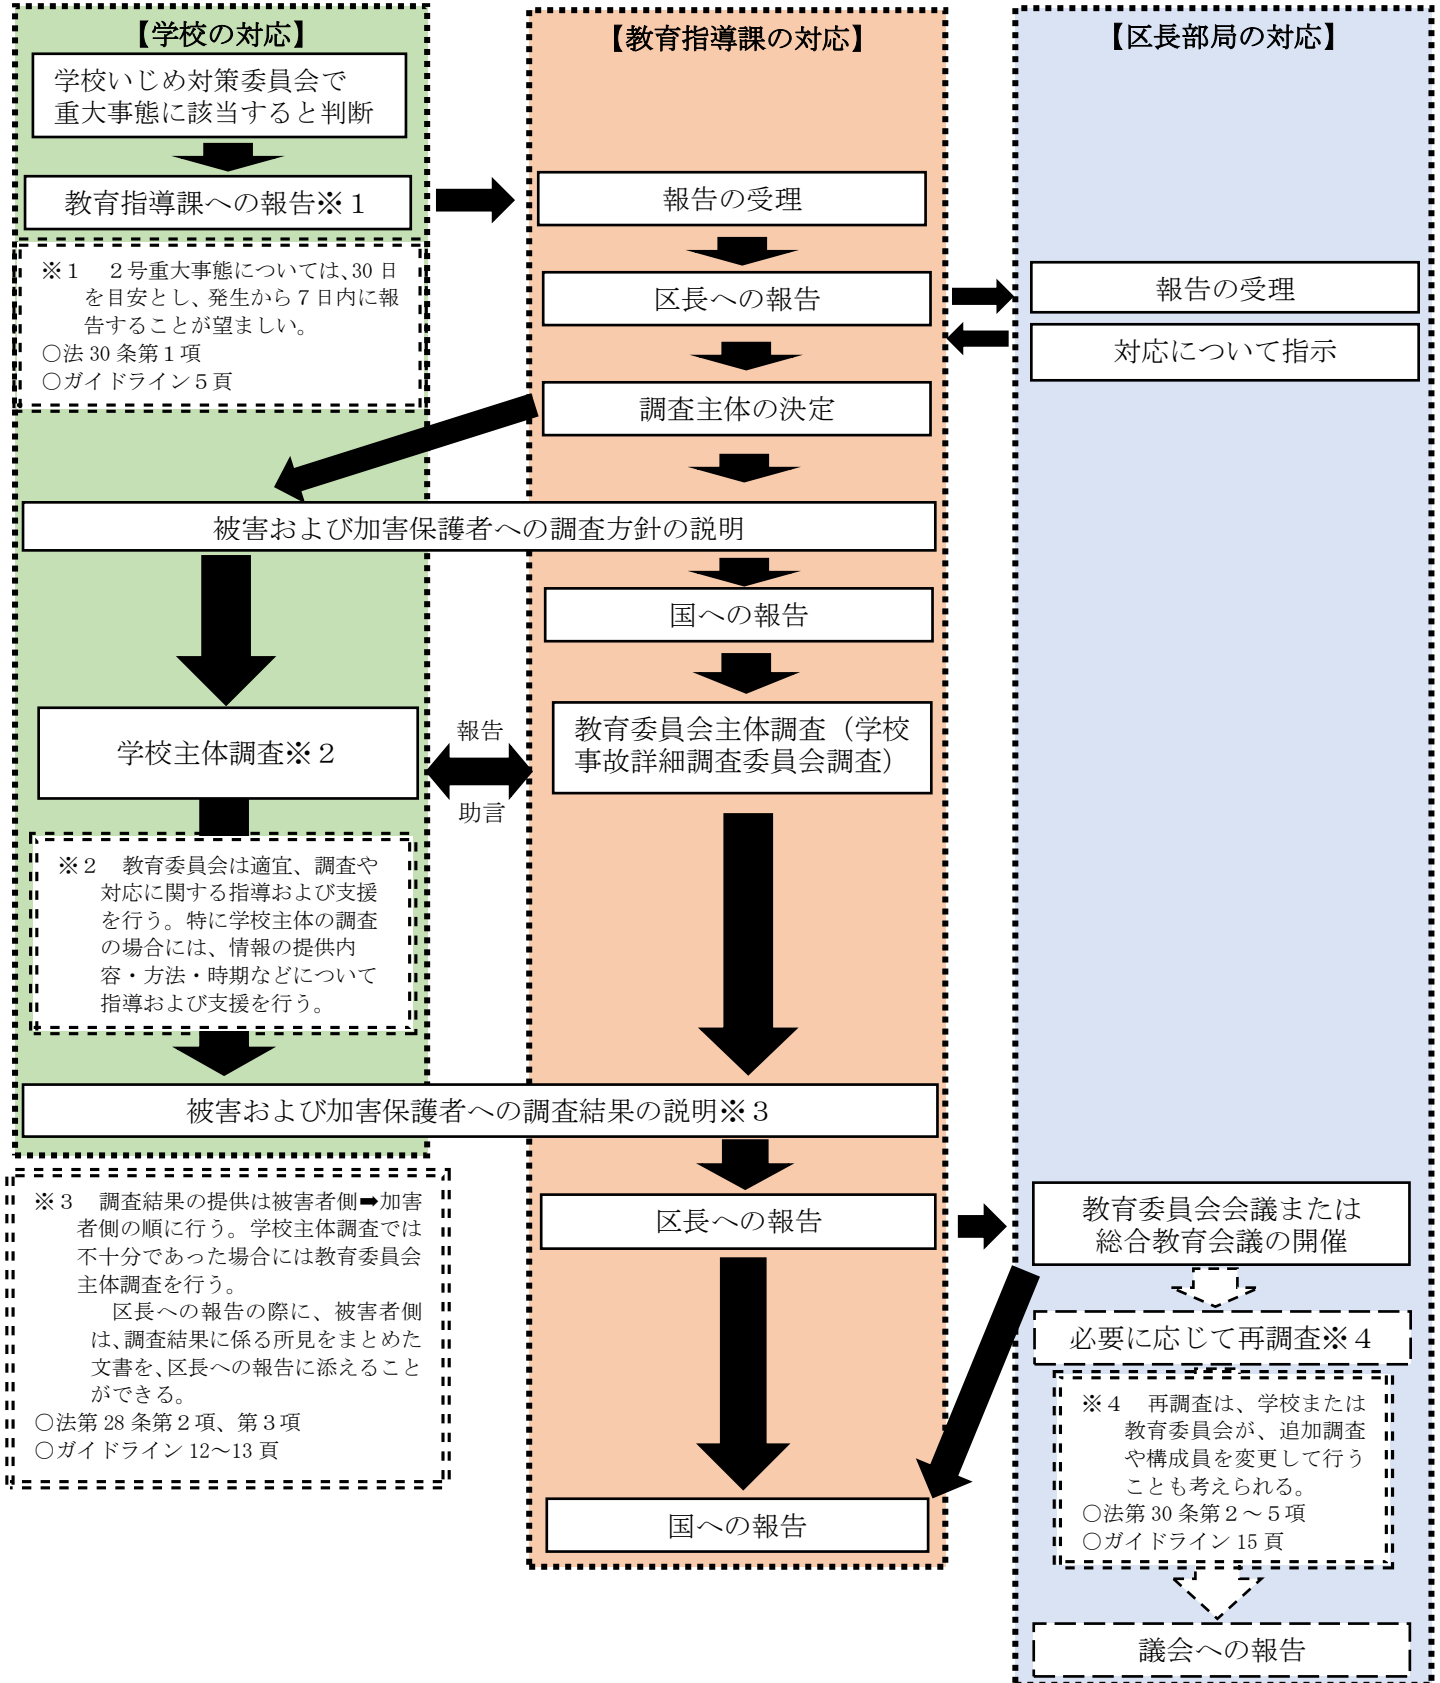 【学校の対応】
学校いじめ対策委員会で
重大事態に該当すると判断
教育指導課への報告※１
※１　２号重大事態については、30 日
を目安とし、発生から７日内に報
告することが望ましい。
○法 30 条第１項
○ガイドライン５頁
【教育指導課の対応】
報告の受理
区長への報告
調査主体の決定
【区長部局の対応】
報告の受理
対応について指示
被害および加害保護者への調査方針の説明
国への報告
学校主体調査※２
報告
助言
教育委員会主体調査（学校
事故詳細調査委員会調査）
※２　教育委員会は適宜、調査や
対応に関する指導および支援
を行う。特に学校主体の調査
の場合には、情報の提供内
容・方法・時期などについて
指導および支援を行う。
被害および加害保護者への調査結果の説明※３
※３　調査結果の提供は被害者側➡加害
者側の順に行う。学校主体調査では
不十分であった場合には教育委員会
主体調査を行う。
区長への報告の際に、被害者側
は、調査結果に係る所見をまとめた
文書を、区長への報告に添えること
ができる。
○法第 28 条第２項、第３項
○ガイドライン 12～13 頁
区長への報告
国への報告
教育委員会会議または
総合教育会議の開催
必要に応じて再調査※４
※４　再調査は、学校または
教育委員会が、追加調査
や構成員を変更して行う
ことも考えられる。
○法第 30 条第２～５項
○ガイドライン 15 頁
議会への報告